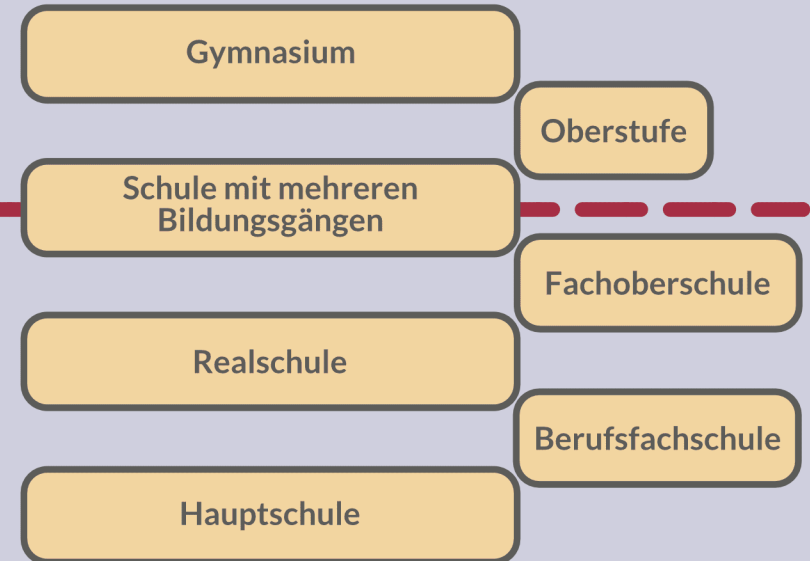 Gymnasium
Oberstufe
Schule mit mehreren
Bildungsgängen
Fachoberschule
Realschule
Berufsfachschule
Hauptschule